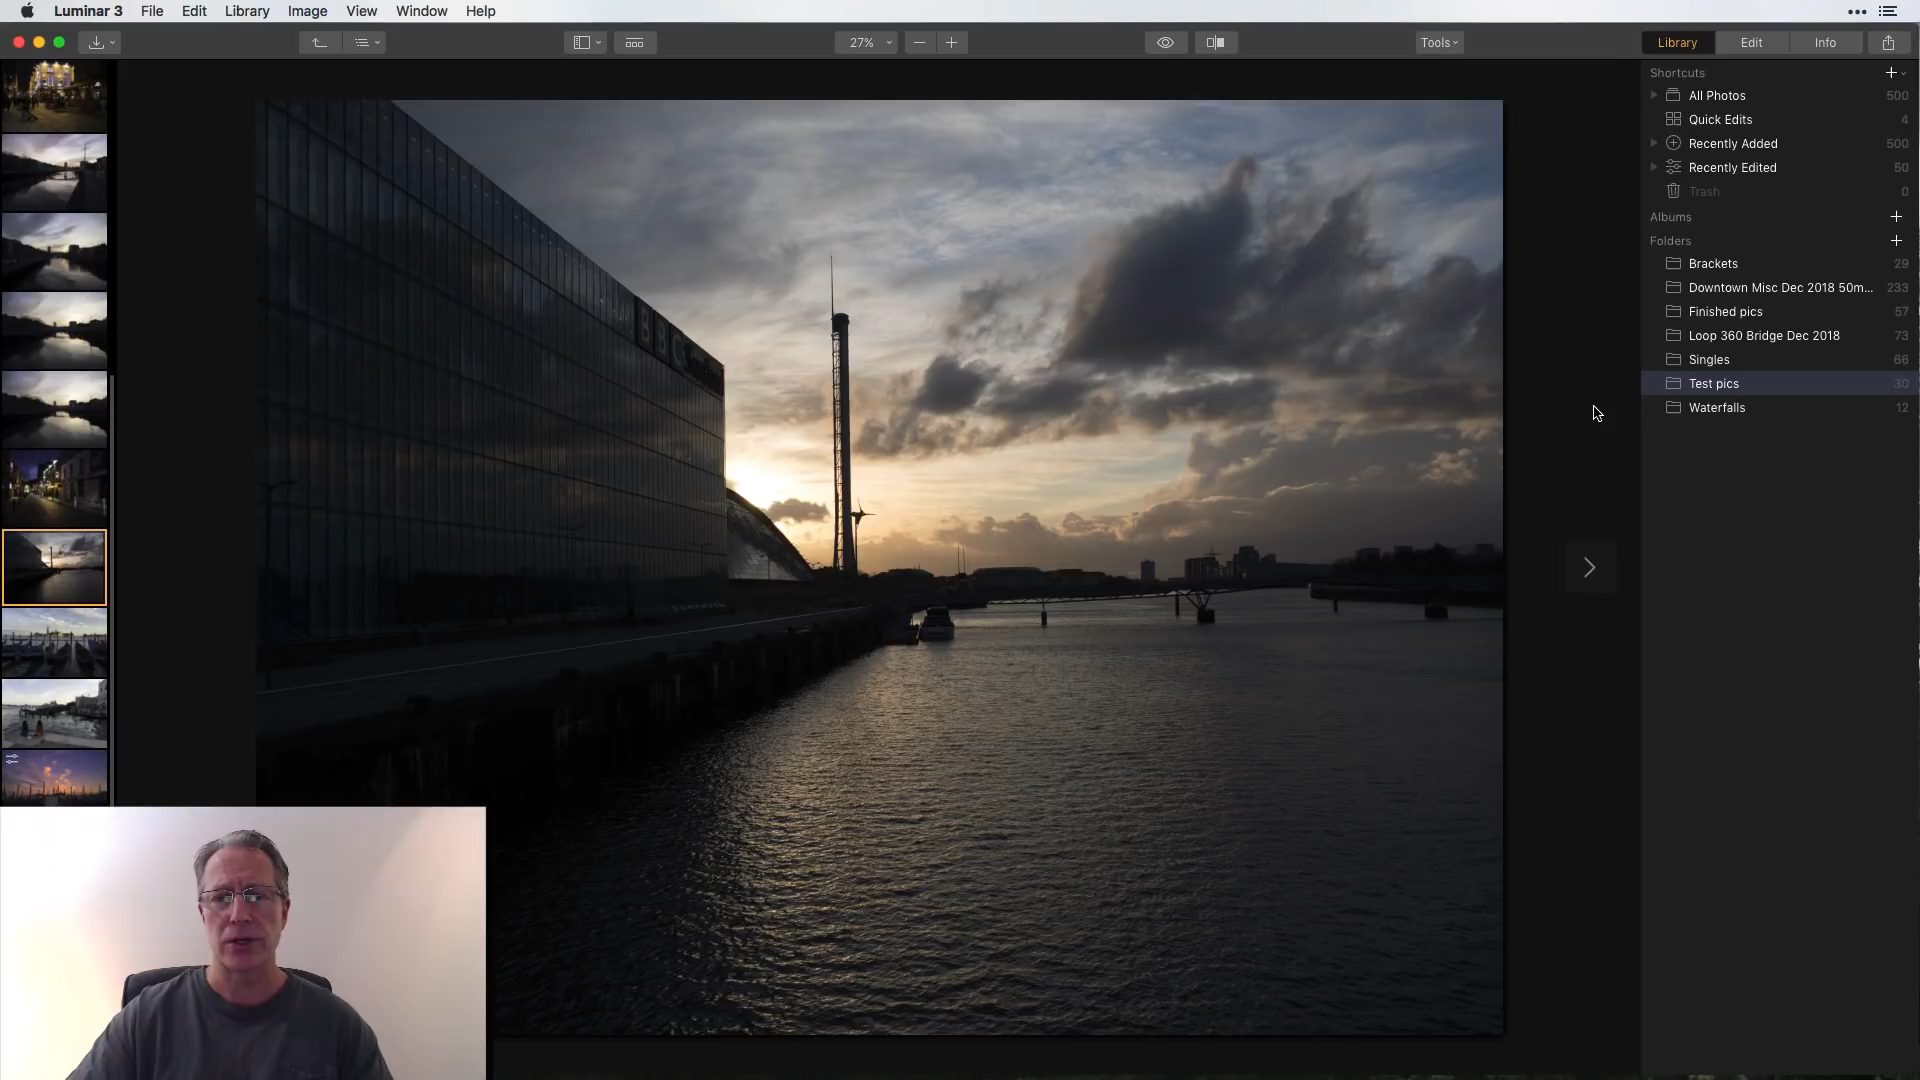 Luminar 3 File Edit Library Image View Window Help
27% Tools Library Edit Info
Shortcuts
All Photos 500
Quick Edits 4
Recently Added 500
Recently Edited 50
Trash 0
Albums
Folders
Brackets 29
Downtown Misc Dec 2018 50m... 233
Finished pics 57
Loop 360 Bridge Dec 2018 73
Singles 66
Test pics 30
Waterfalls 12
BBC